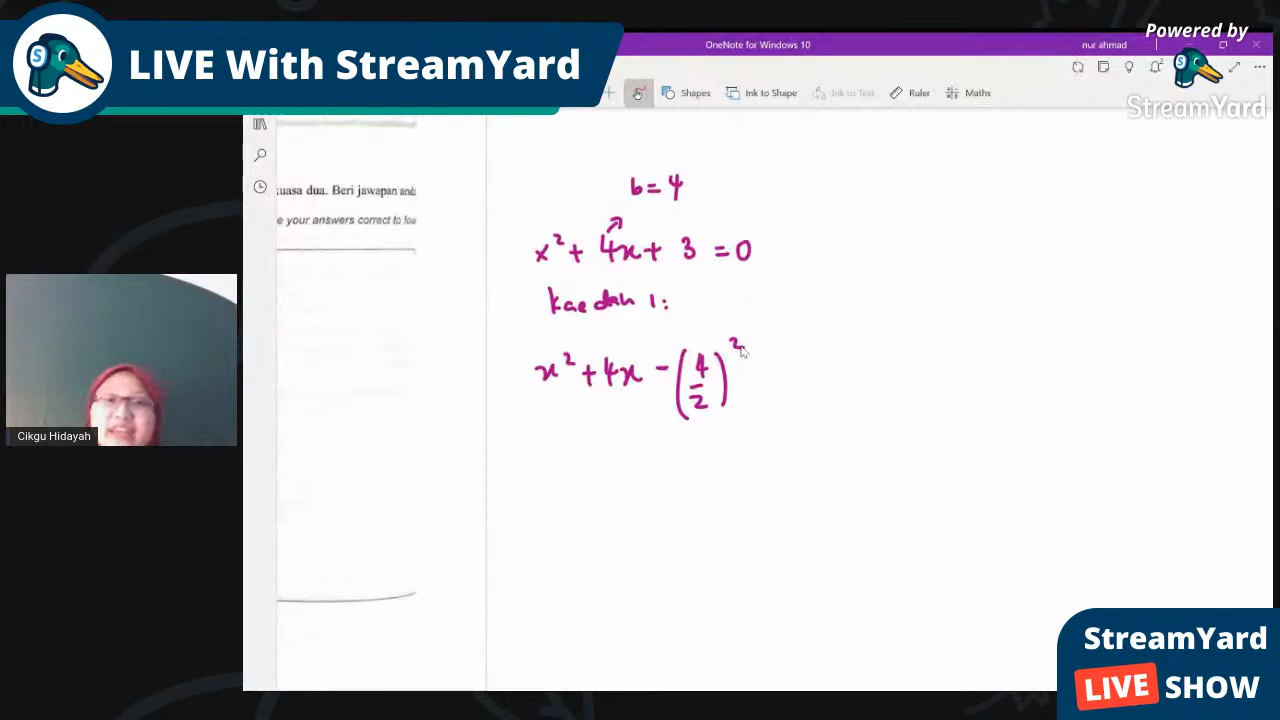 LIVE With StreamYard
Powered by
StreamYard
OneNote for Windows 10
nur ahmad
Shapes
Ink to Shape
Ink to Text
Ruler
Maths
kuasa dua. Beri jawapan anda
e your answers correct to fou
b = 4
x² + 4x + 3 = 0
kaedah 1:
x² + 4x - (4/2)²
Cikgu Hidayah
StreamYard
LIVE SHOW